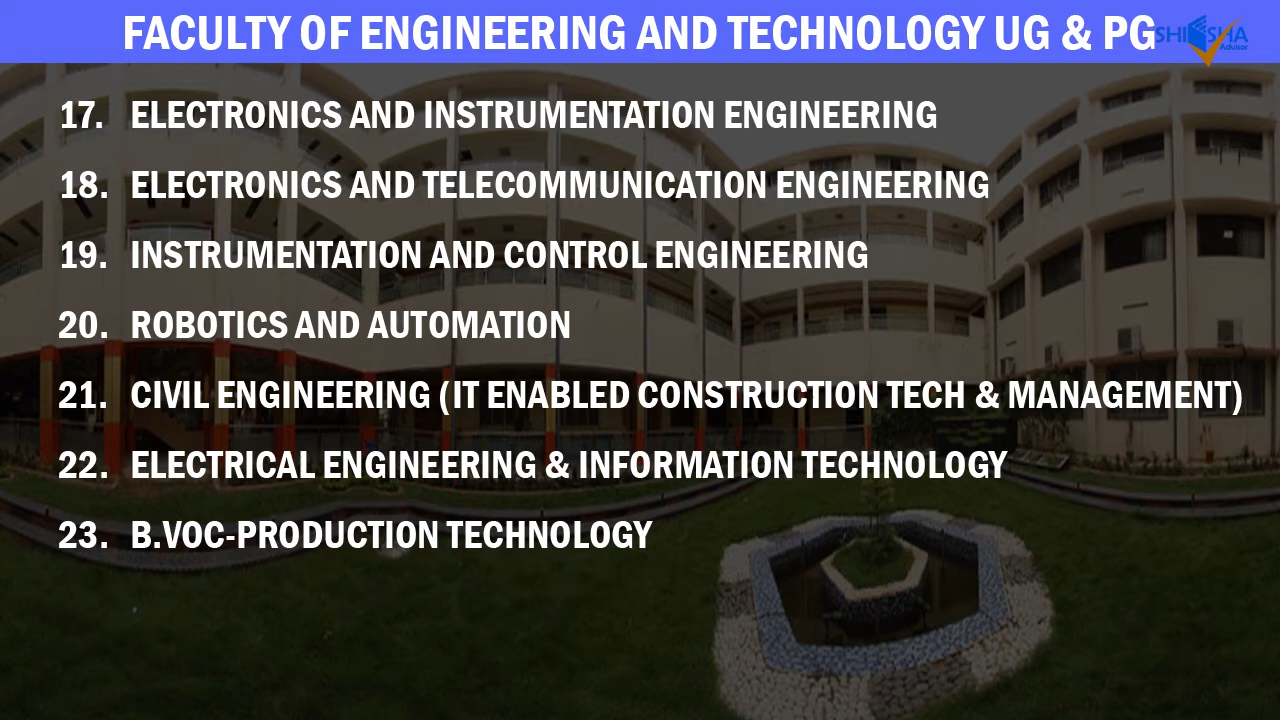 FACULTY OF ENGINEERING AND TECHNOLOGY UG & PG
SHIKSHA
Advisor
17. ELECTRONICS AND INSTRUMENTATION ENGINEERING
18. ELECTRONICS AND TELECOMMUNICATION ENGINEERING
19. INSTRUMENTATION AND CONTROL ENGINEERING
20. ROBOTICS AND AUTOMATION
21. CIVIL ENGINEERING (IT ENABLED CONSTRUCTION TECH & MANAGEMENT)
22. ELECTRICAL ENGINEERING & INFORMATION TECHNOLOGY
23. B.VOC-PRODUCTION TECHNOLOGY